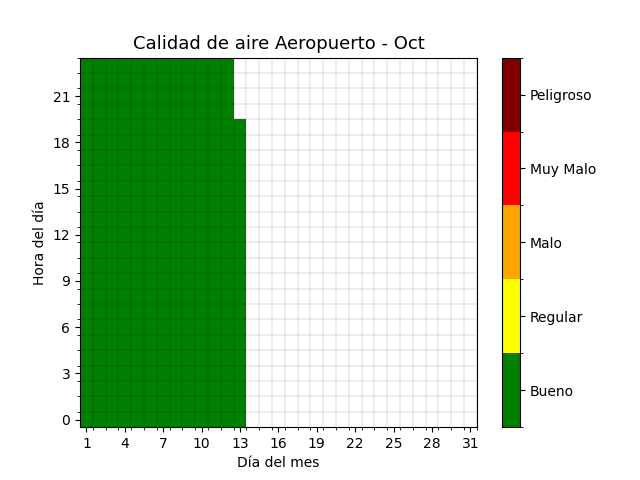 Calidad de aire Aeropuerto - Oct
Hora del día
21
18
15
12
9
6
3
0
1 4 7 10 13 16 19 22 25 28 31
Día del mes
Peligroso
Muy Malo
Malo
Regular
Bueno